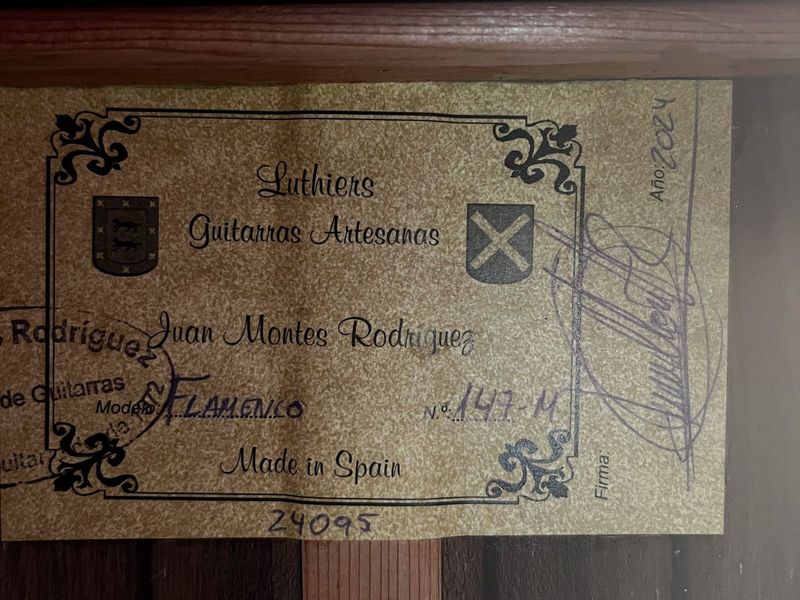 Luthiers
Guitarras Artesanas
Juan Montes Rodriguez
Modelo: FLAMENCO
N.º: 147-M
Made in Spain
24095
Rodríguez
de Guitarras
Año: 2024
Firma: